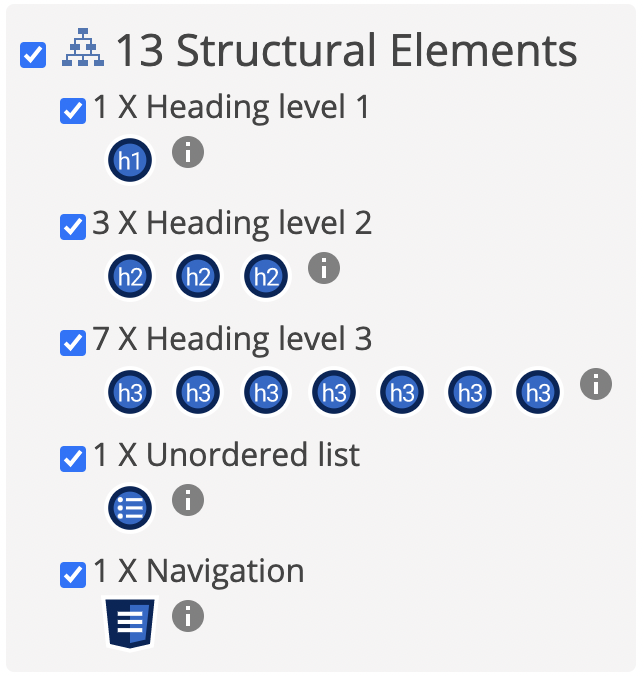 13 Structural Elements
1 X Heading level 1
h1 i
3 X Heading level 2
h2 h2 h2 i
7 X Heading level 3
h3 h3 h3 h3 h3 h3 h3 i
1 X Unordered list
i
1 X Navigation
i